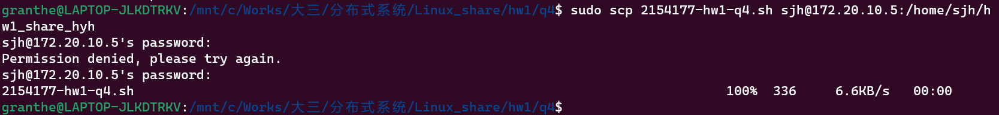 granthe@LAPTOP-JLKDTRKV:/mnt/c/Works/大三/分布式系统/Linux_share/hw1/q4$ sudo scp 2154177-hw1-q4.sh sjh@172.20.10.5:/home/sjh/h
w1_share_hyh
sjh@172.20.10.5's password:
Permission denied, please try again.
sjh@172.20.10.5's password:
2154177-hw1-q4.sh 100% 336 6.6KB/s 00:00
granthe@LAPTOP-JLKDTRKV:/mnt/c/Works/大三/分布式系统/Linux_share/hw1/q4$